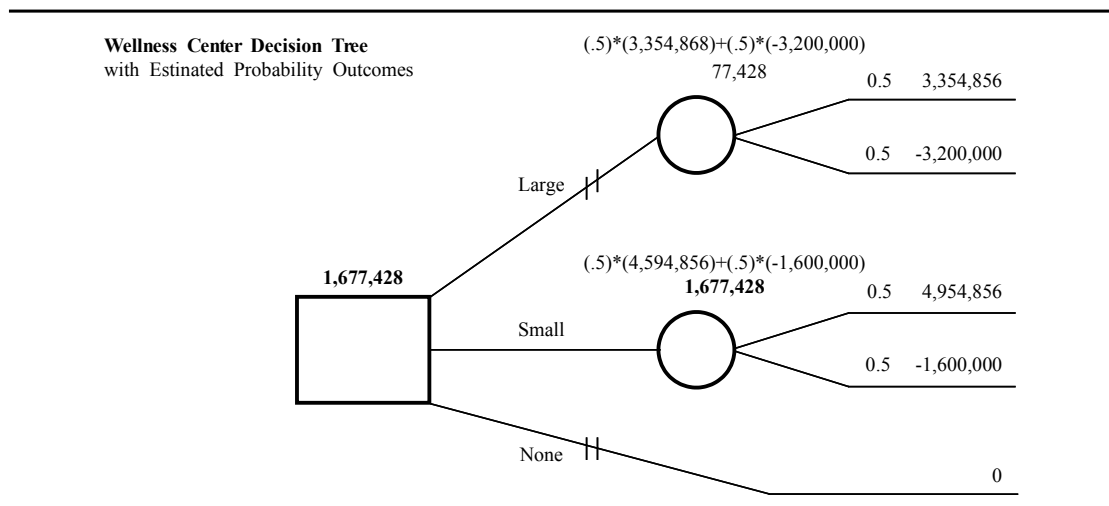 Wellness Center Decision Tree
with Estinated Probability Outcomes
(.5)*(3,354,868)+(.5)*(-3,200,000)
77,428
0.5 3,354,856
0.5 -3,200,000
Large
(.5)*(4,594,856)+(.5)*(-1,600,000)
1,677,428
1,677,428
0.5 4,954,856
Small
0.5 -1,600,000
None
0